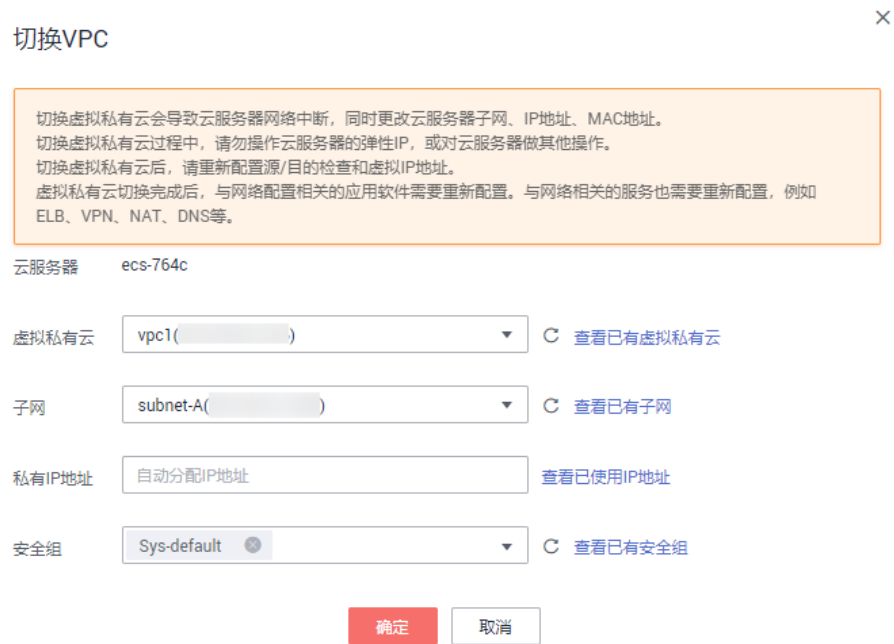 切换VPC
切换虚拟私有云会导致云服务器网络中断，同时更改云服务器子网、IP地址、MAC地址。
切换虚拟私有云过程中，请勿操作云服务器的弹性IP，或对云服务器做其他操作。
切换虚拟私有云后，请重新配置源/目的检查和虚拟IP地址。
虚拟私有云切换完成后，与网络配置相关的应用软件需要重新配置。与网络相关的服务也需要重新配置，例如
ELB、VPN、NAT、DNS等。
云服务器 ecs-764c
虚拟私有云 vpc1( ) 查看已有虚拟私有云
子网 subnet-A( ) 查看已有子网
私有IP地址 自动分配IP地址 查看已使用IP地址
安全组 Sys-default 查看已有安全组
确定 取消